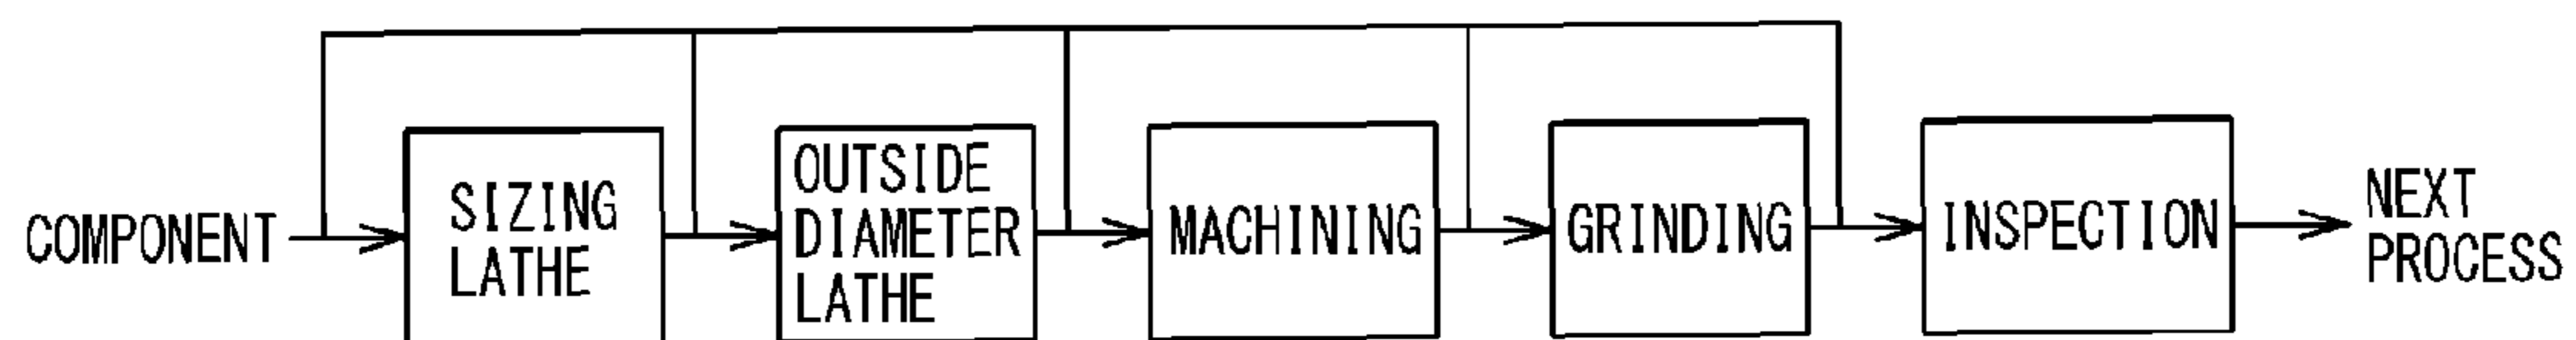 COMPONENT
SIZING
LATHE
OUTSIDE
DIAMETER
LATHE
MACHINING
GRINDING
INSPECTION
NEXT
PROCESS